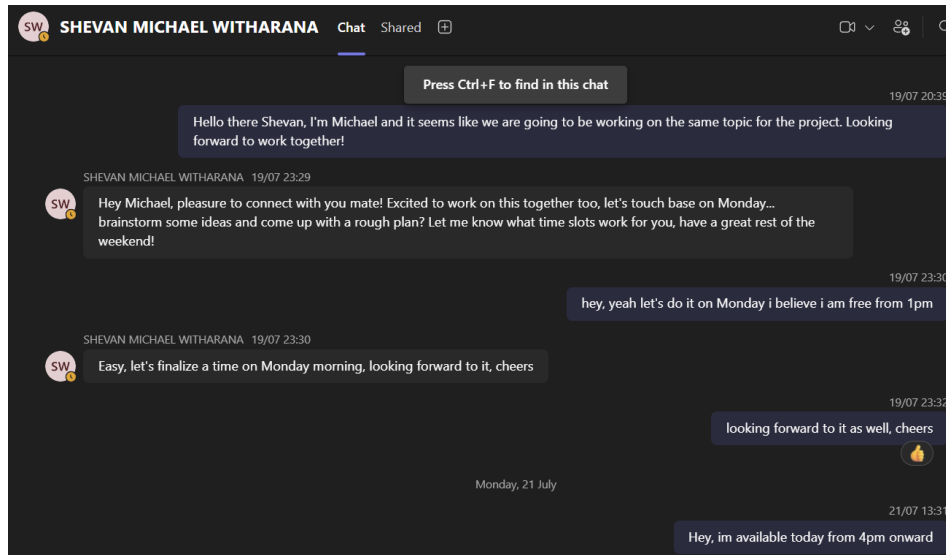 SW SHEVAN MICHAEL WITHARANA Chat Shared
Press Ctrl+F to find in this chat
19/07 20:39
Hello there Shevan, I'm Michael and it seems like we are going to be working on the same topic for the project. Looking
forward to work together!
SHEVAN MICHAEL WITHARANA 19/07 23:29
SW
Hey Michael, pleasure to connect with you mate! Excited to work on this together too, let's touch base on Monday...
brainstorm some ideas and come up with a rough plan? Let me know what time slots work for you, have a great rest of the
weekend!
19/07 23:30
hey, yeah let's do it on Monday i believe i am free from 1pm
SHEVAN MICHAEL WITHARANA 19/07 23:30
SW
Easy, let's finalize a time on Monday morning, looking forward to it, cheers
19/07 23:32
looking forward to it as well, cheers
Monday, 21 July
21/07 13:31
Hey, im available today from 4pm onward